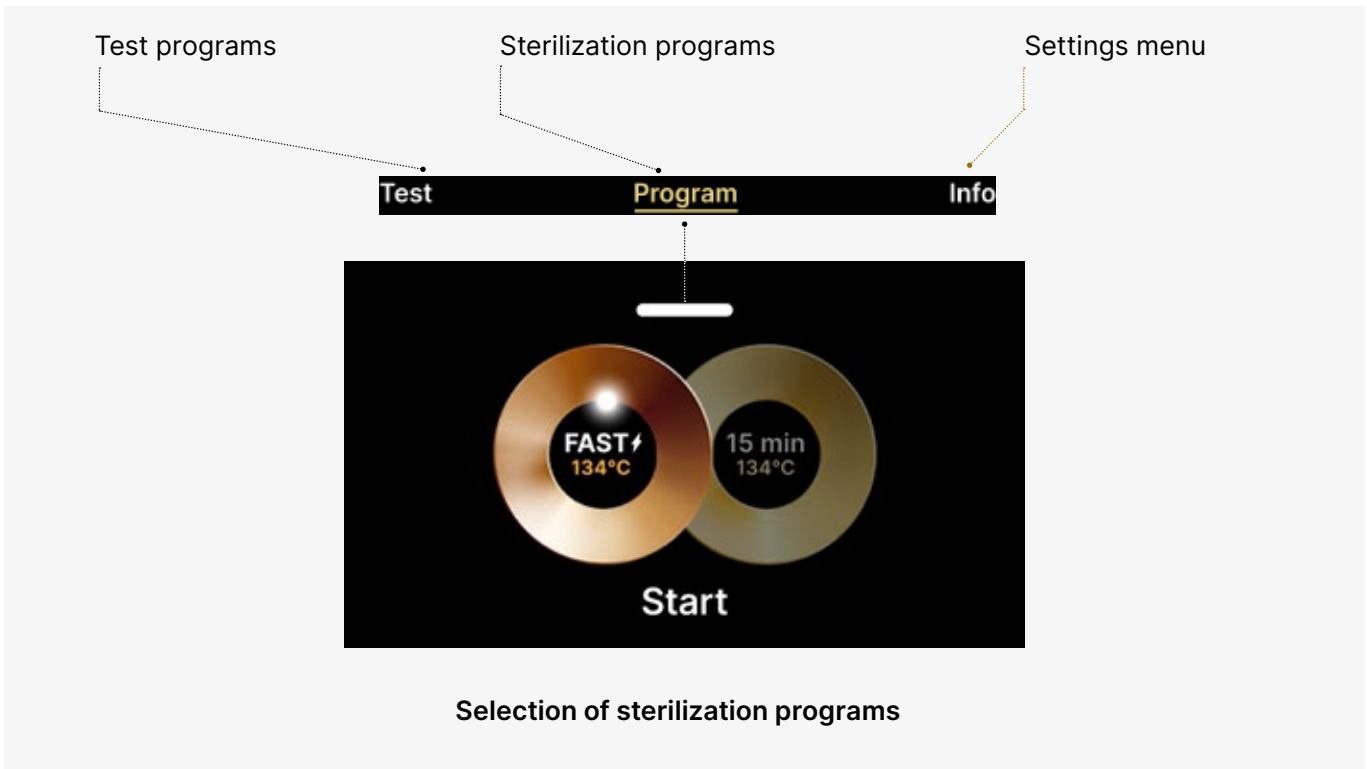 Test programs
Sterilization programs
Settings menu
Test
Program
Info
FAST
134°C
15 min
134°C
Start
Selection of sterilization programs